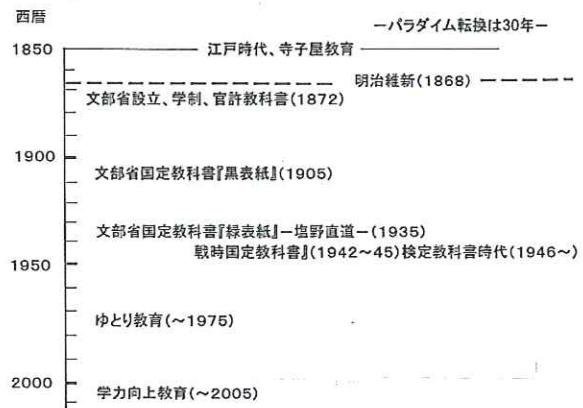 西暦
ーパラダイム転換は30年ー
1850 江戸時代、寺子屋教育
明治維新(1868)
文部省設立、学制、官許教科書(1872)
1900
文部省国定教科書『黒表紙』(1905)
文部省国定教科書『緑表紙』ー塩野直道ー(1935)
戦時国定教科書』(1942～45)検定教科書時代(1946～)
1950
ゆとり教育(～1975)
2000
学力向上教育(～2005)